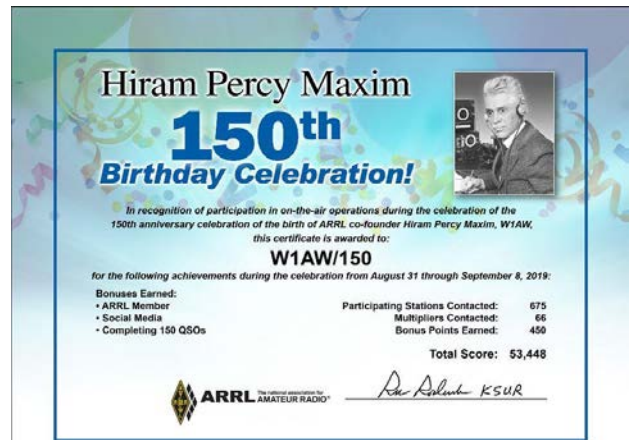 Hiram Percy Maxim
150th
Birthday Celebration!
In recognition of participation in on-the-air operations during the celebration of the
150th anniversary celebration of the birth of ARRL co-founder Hiram Percy Maxim, W1AW,
this certificate is awarded to:
W1AW/150
for the following achievements during the celebration from August 31 through September 8, 2019:
Bonuses Earned:
• ARRL Member
• Social Media
• Completing 150 QSOs
Participating Stations Contacted: 675
Multipliers Contacted: 66
Bonus Points Earned: 450
Total Score: 53,448
ARRL The national association for
AMATEUR RADIO®
K5UR